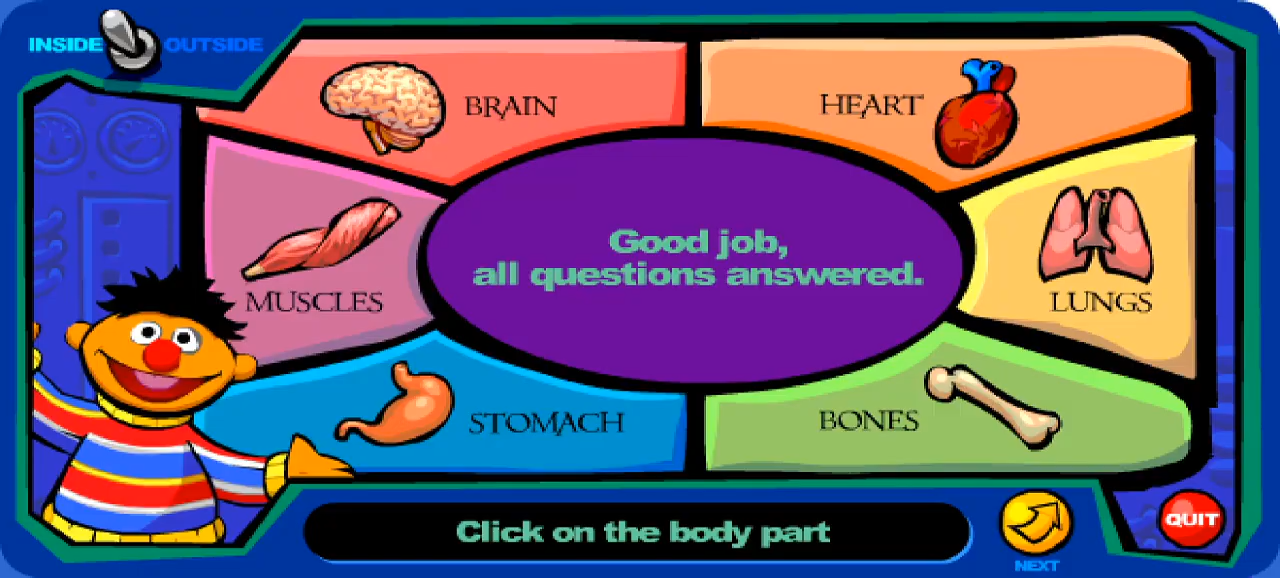 INSIDE OUTSIDE
BRAIN
HEART
Good job,
all questions answered.
MUSCLES
LUNGS
STOMACH
BONES
Click on the body part
QUIT
NEXT